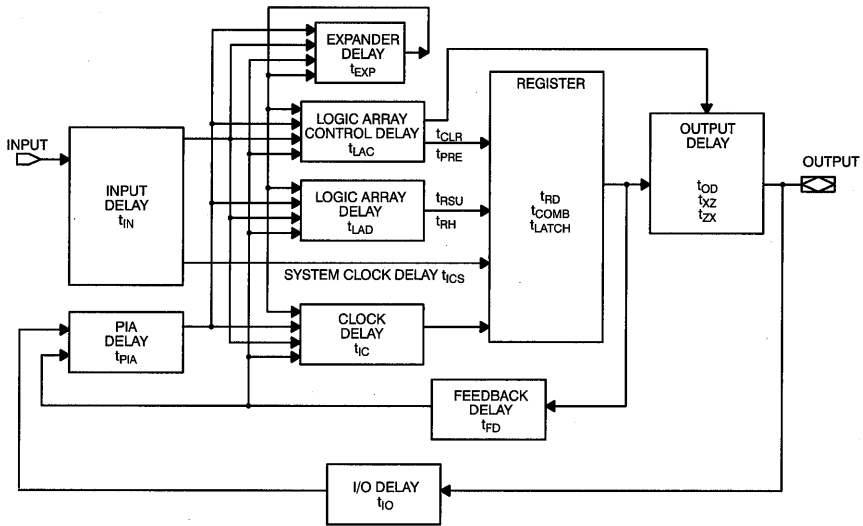 EXPANDER
DELAY
tEXP
REGISTER
LOGIC ARRAY
CONTROL DELAY
tLAC
tCLR
tPRE
OUTPUT
DELAY
tOD
tXZ
tZX
INPUT
OUTPUT
INPUT
DELAY
tIN
LOGIC ARRAY
DELAY
tLAD
tRSU
tRH
tRD
tCOMB
tLATCH
SYSTEM CLOCK DELAY tICS
PIA
DELAY
tPIA
CLOCK
DELAY
tIC
FEEDBACK
DELAY
tFD
I/O DELAY
tIO